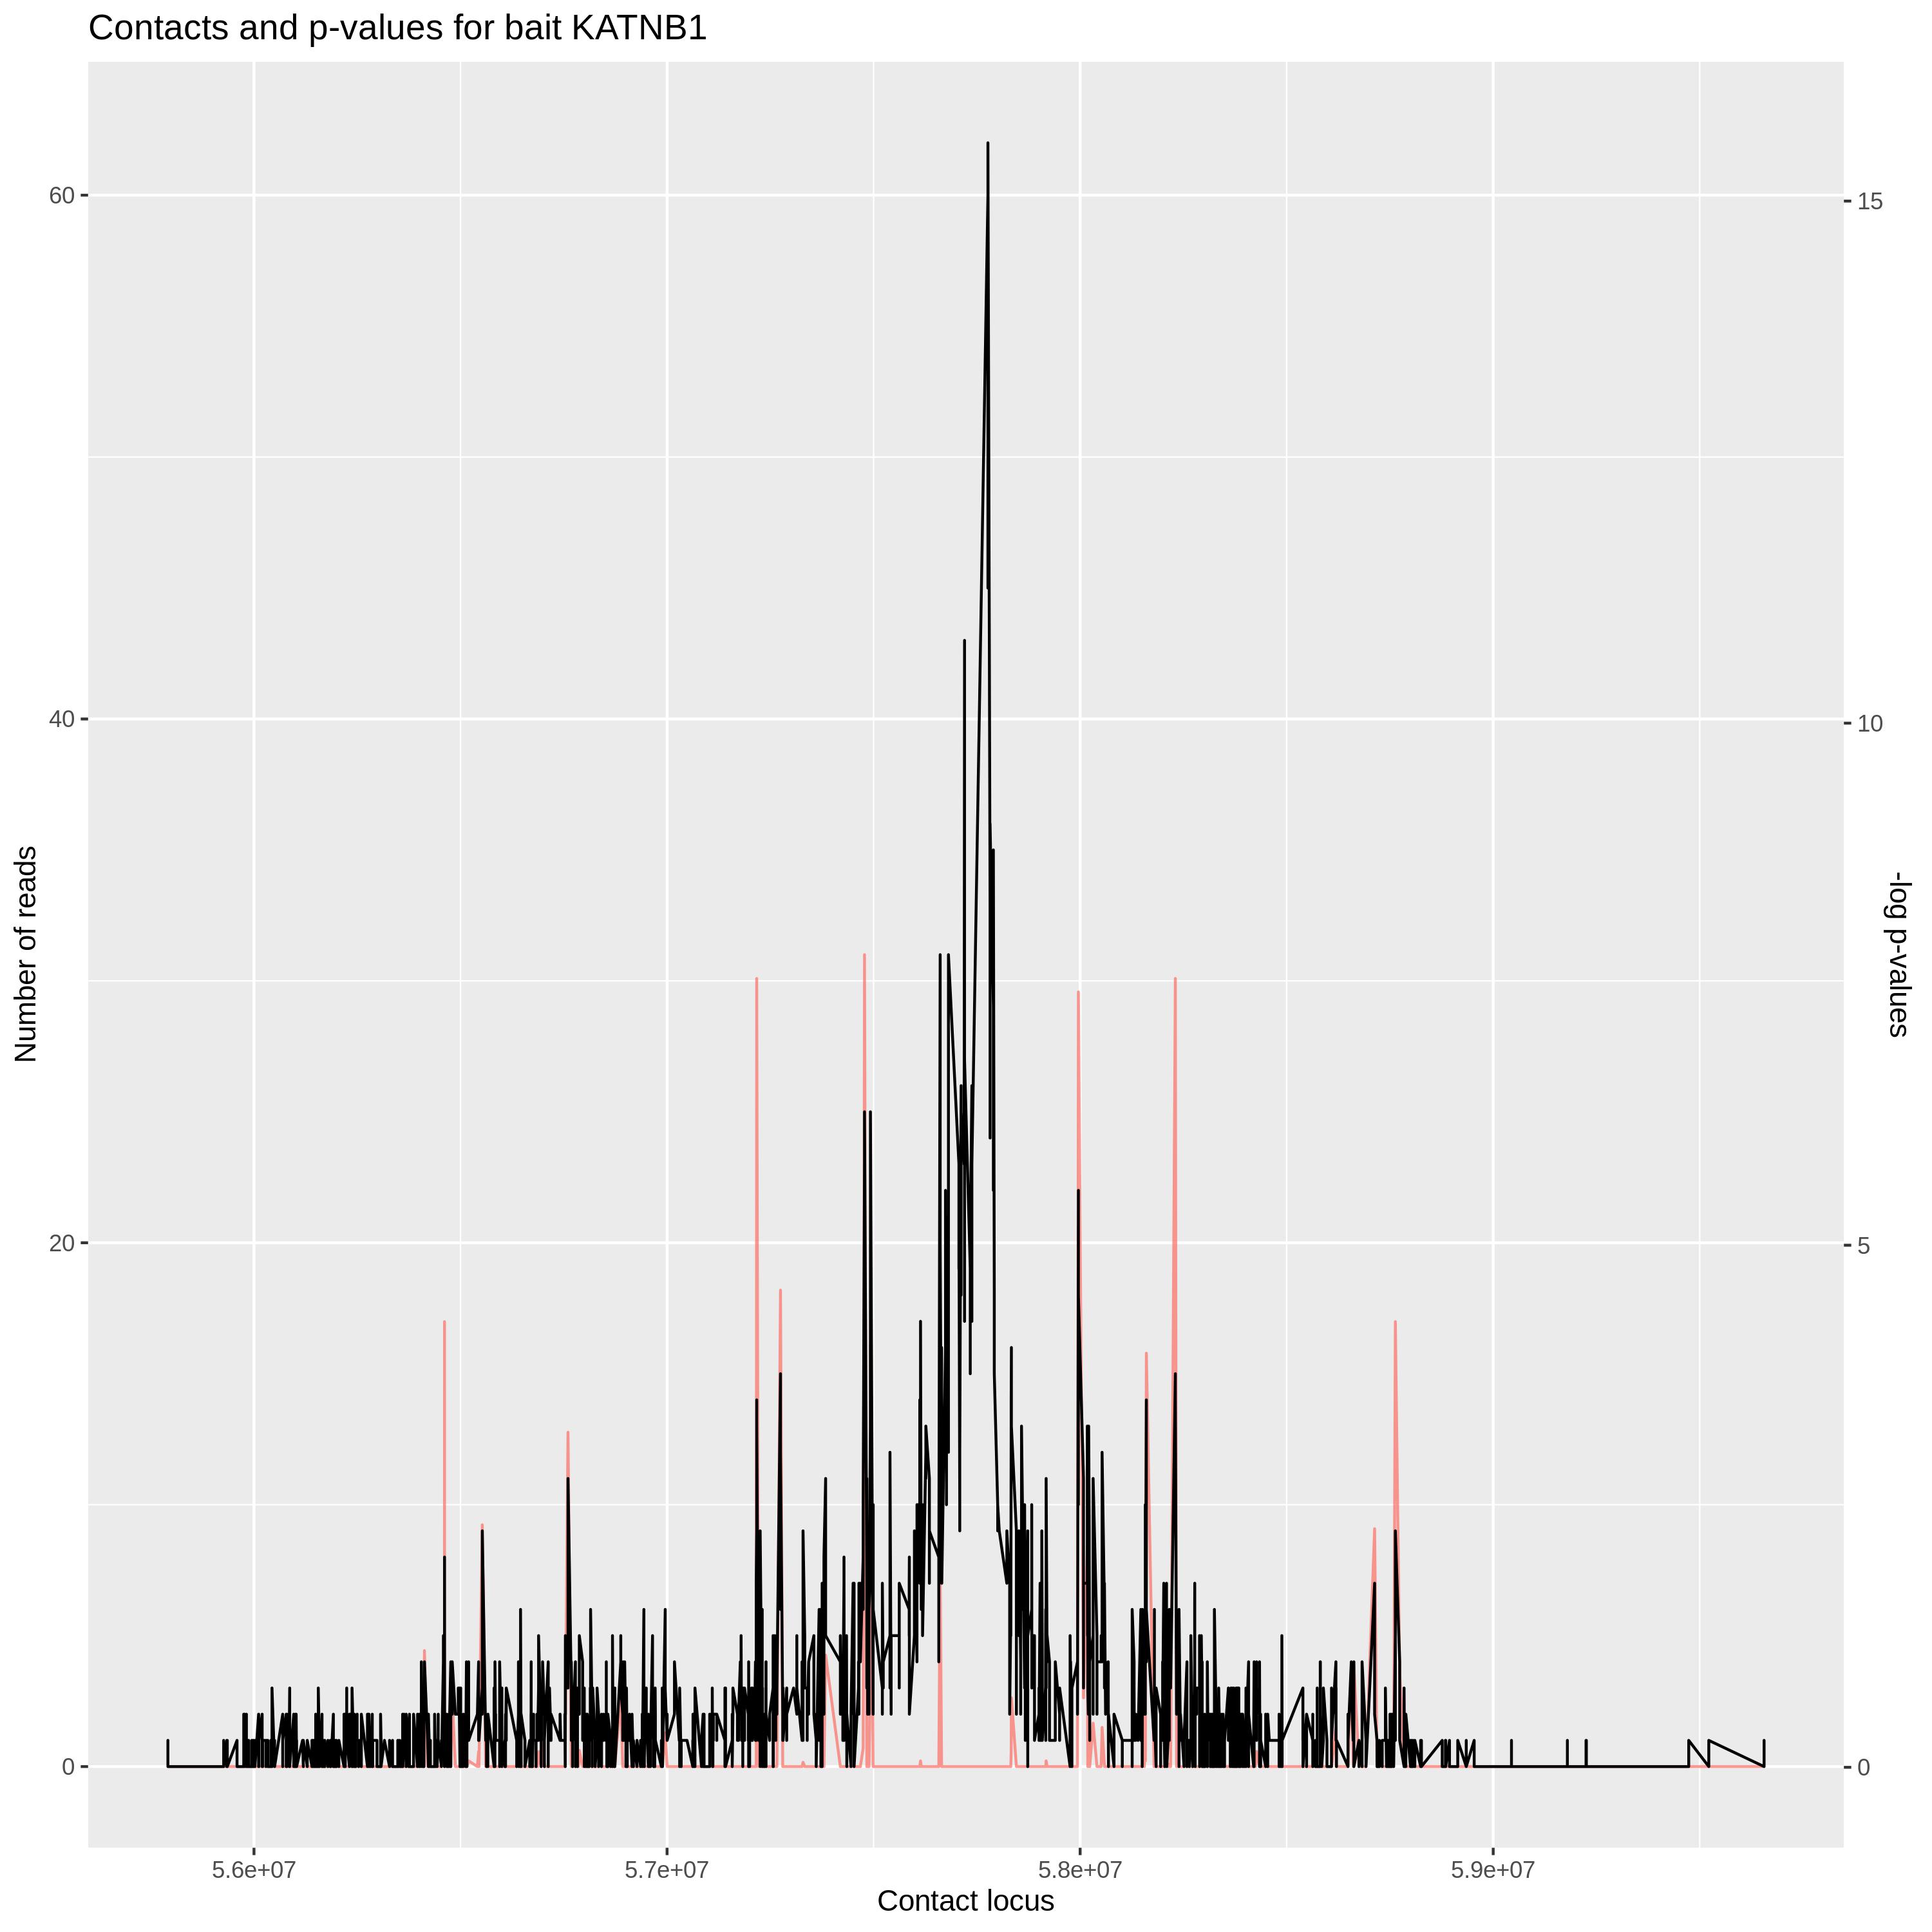 Contacts and p-values for bait KATNB1
60
40
20
0
15
10
5
0
Number of reads
-log p-values
5.6e+07 5.7e+07 5.8e+07 5.9e+07
Contact locus